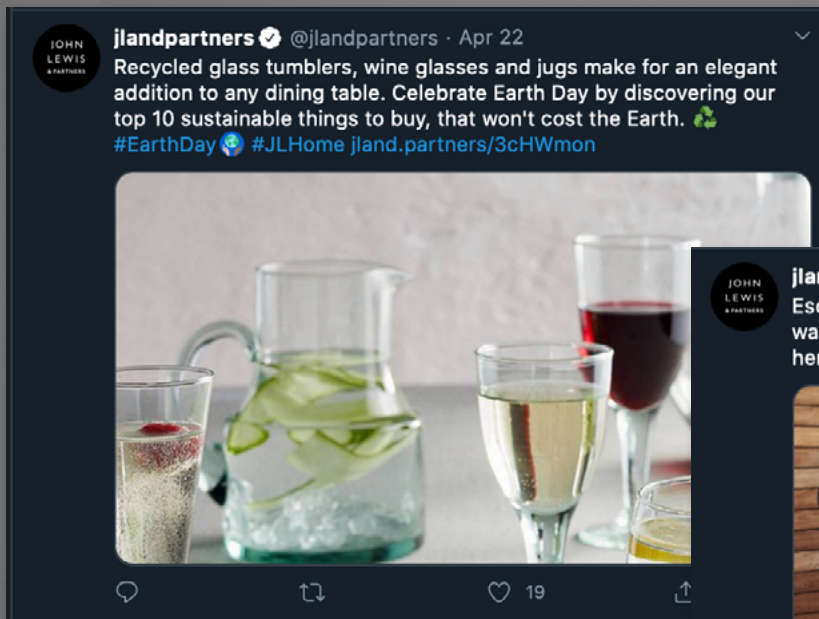 JOHN
LEWIS
& PARTNERS
jlandpartners @jlandpartners · Apr 22
Recycled glass tumblers, wine glasses and jugs make for an elegant
addition to any dining table. Celebrate Earth Day by discovering our
top 10 sustainable things to buy, that won't cost the Earth. ♻️
#EarthDay🌍 #JLHome jland.partners/3cHWmon
19
JOHN
LEWIS
& PARTNERS